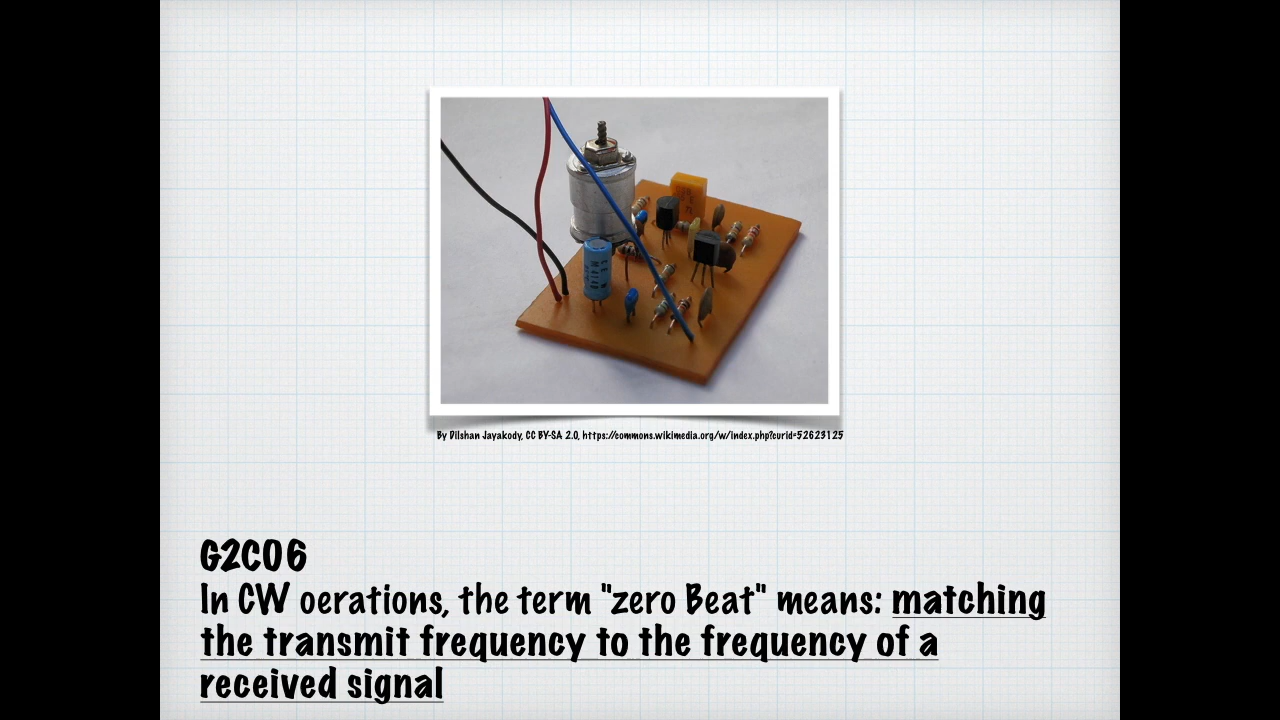 By Dilshan Jayakody, CC BY-SA 2.0, https://commons.wikimedia.org/w/index.php?curid=52623125
G2C06
In CW oerations, the term "zero Beat" means: matching
the transmit frequency to the frequency of a
received signal